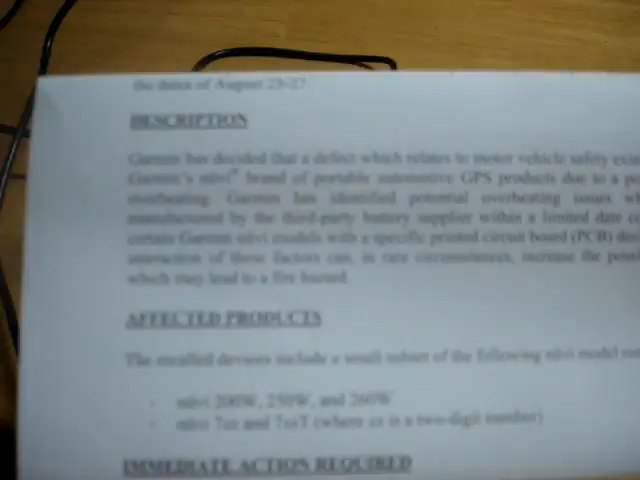 the dates of August 25-27
DESCRIPTION
Garmin has decided that a defect which relates to motor vehicle safety
Garmin's nüvi® brand of portable automotive GPS products due to a
overheating. Garmin has identified potential overheating issues
manufactured by the third-party battery supplier within a limited date
certain Garmin nüvi models with a specific printed circuit board (PCB)
interaction of these factors can, in rare circumstances, increase the
which may lead to a fire hazard.
AFFECTED PRODUCTS
The recalled devices include a small subset of the following nüvi model
· nüvi 200W, 250W, and 260W
· nüvi 7xx and 7xxT (where xx is a two-digit number)
IMMEDIATE ACTION REQUIRED